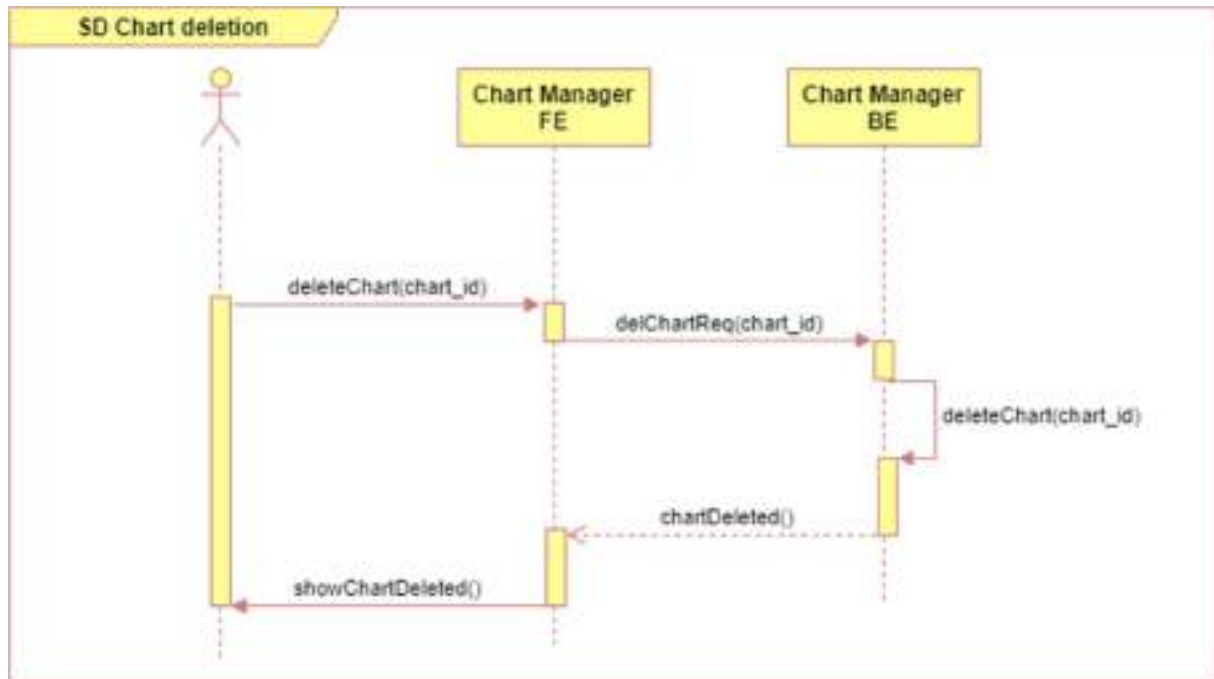 SD Chart deletion
Chart Manager
FE
Chart Manager
BE
deleteChart(chart_id)
delChartReq(chart_id)
deleteChart(chart_id)
chartDeleted()
showChartDeleted()